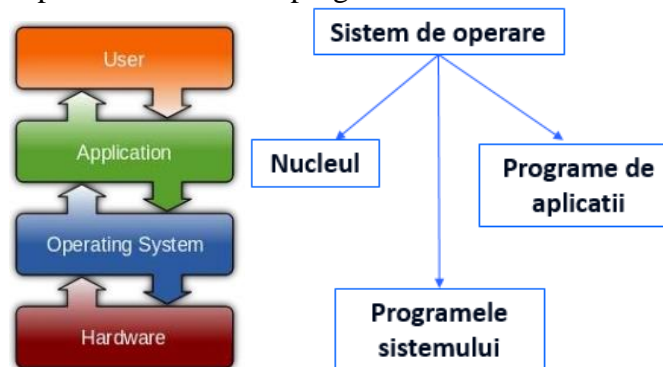 User
Application
Operating System
Hardware
Sistem de operare
Nucleul
Programe de
aplicatii
Programele
sistemului